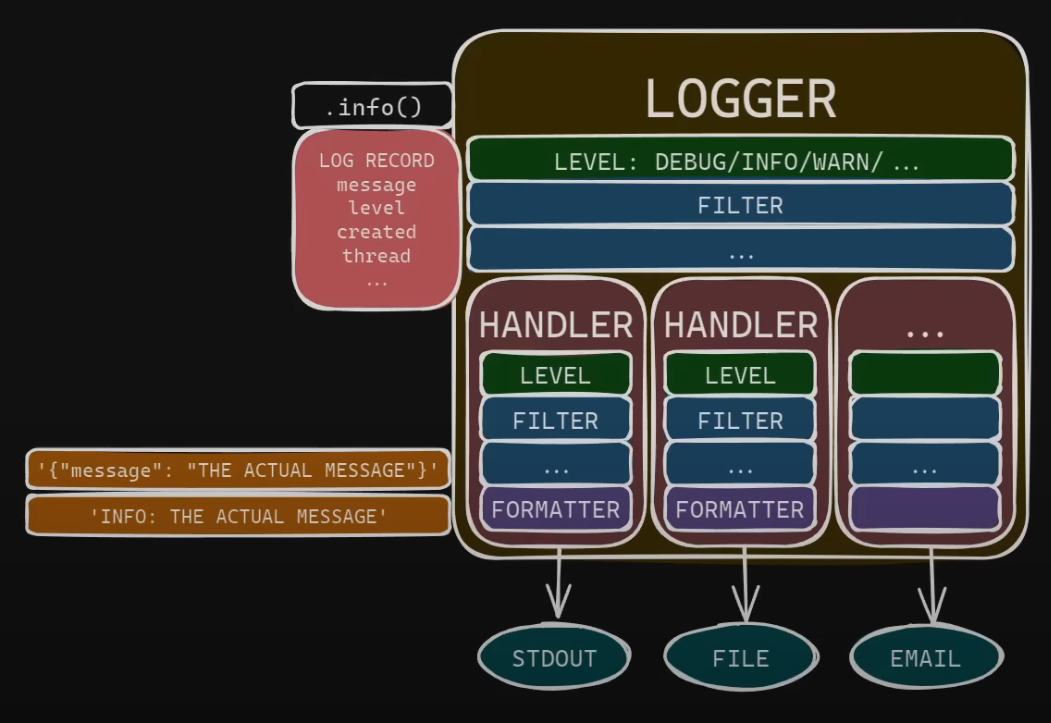 LOGGER
.info()
LEVEL: DEBUG/INFO/WARN/ ...
LOG RECORD
message
level
created
thread
...
FILTER
...
HANDLER
LEVEL
FILTER
...
FORMATTER
HANDLER
LEVEL
FILTER
...
FORMATTER
...
...
'{"message": "THE ACTUAL MESSAGE"}'
'INFO: THE ACTUAL MESSAGE'
STDOUT
FILE
EMAIL